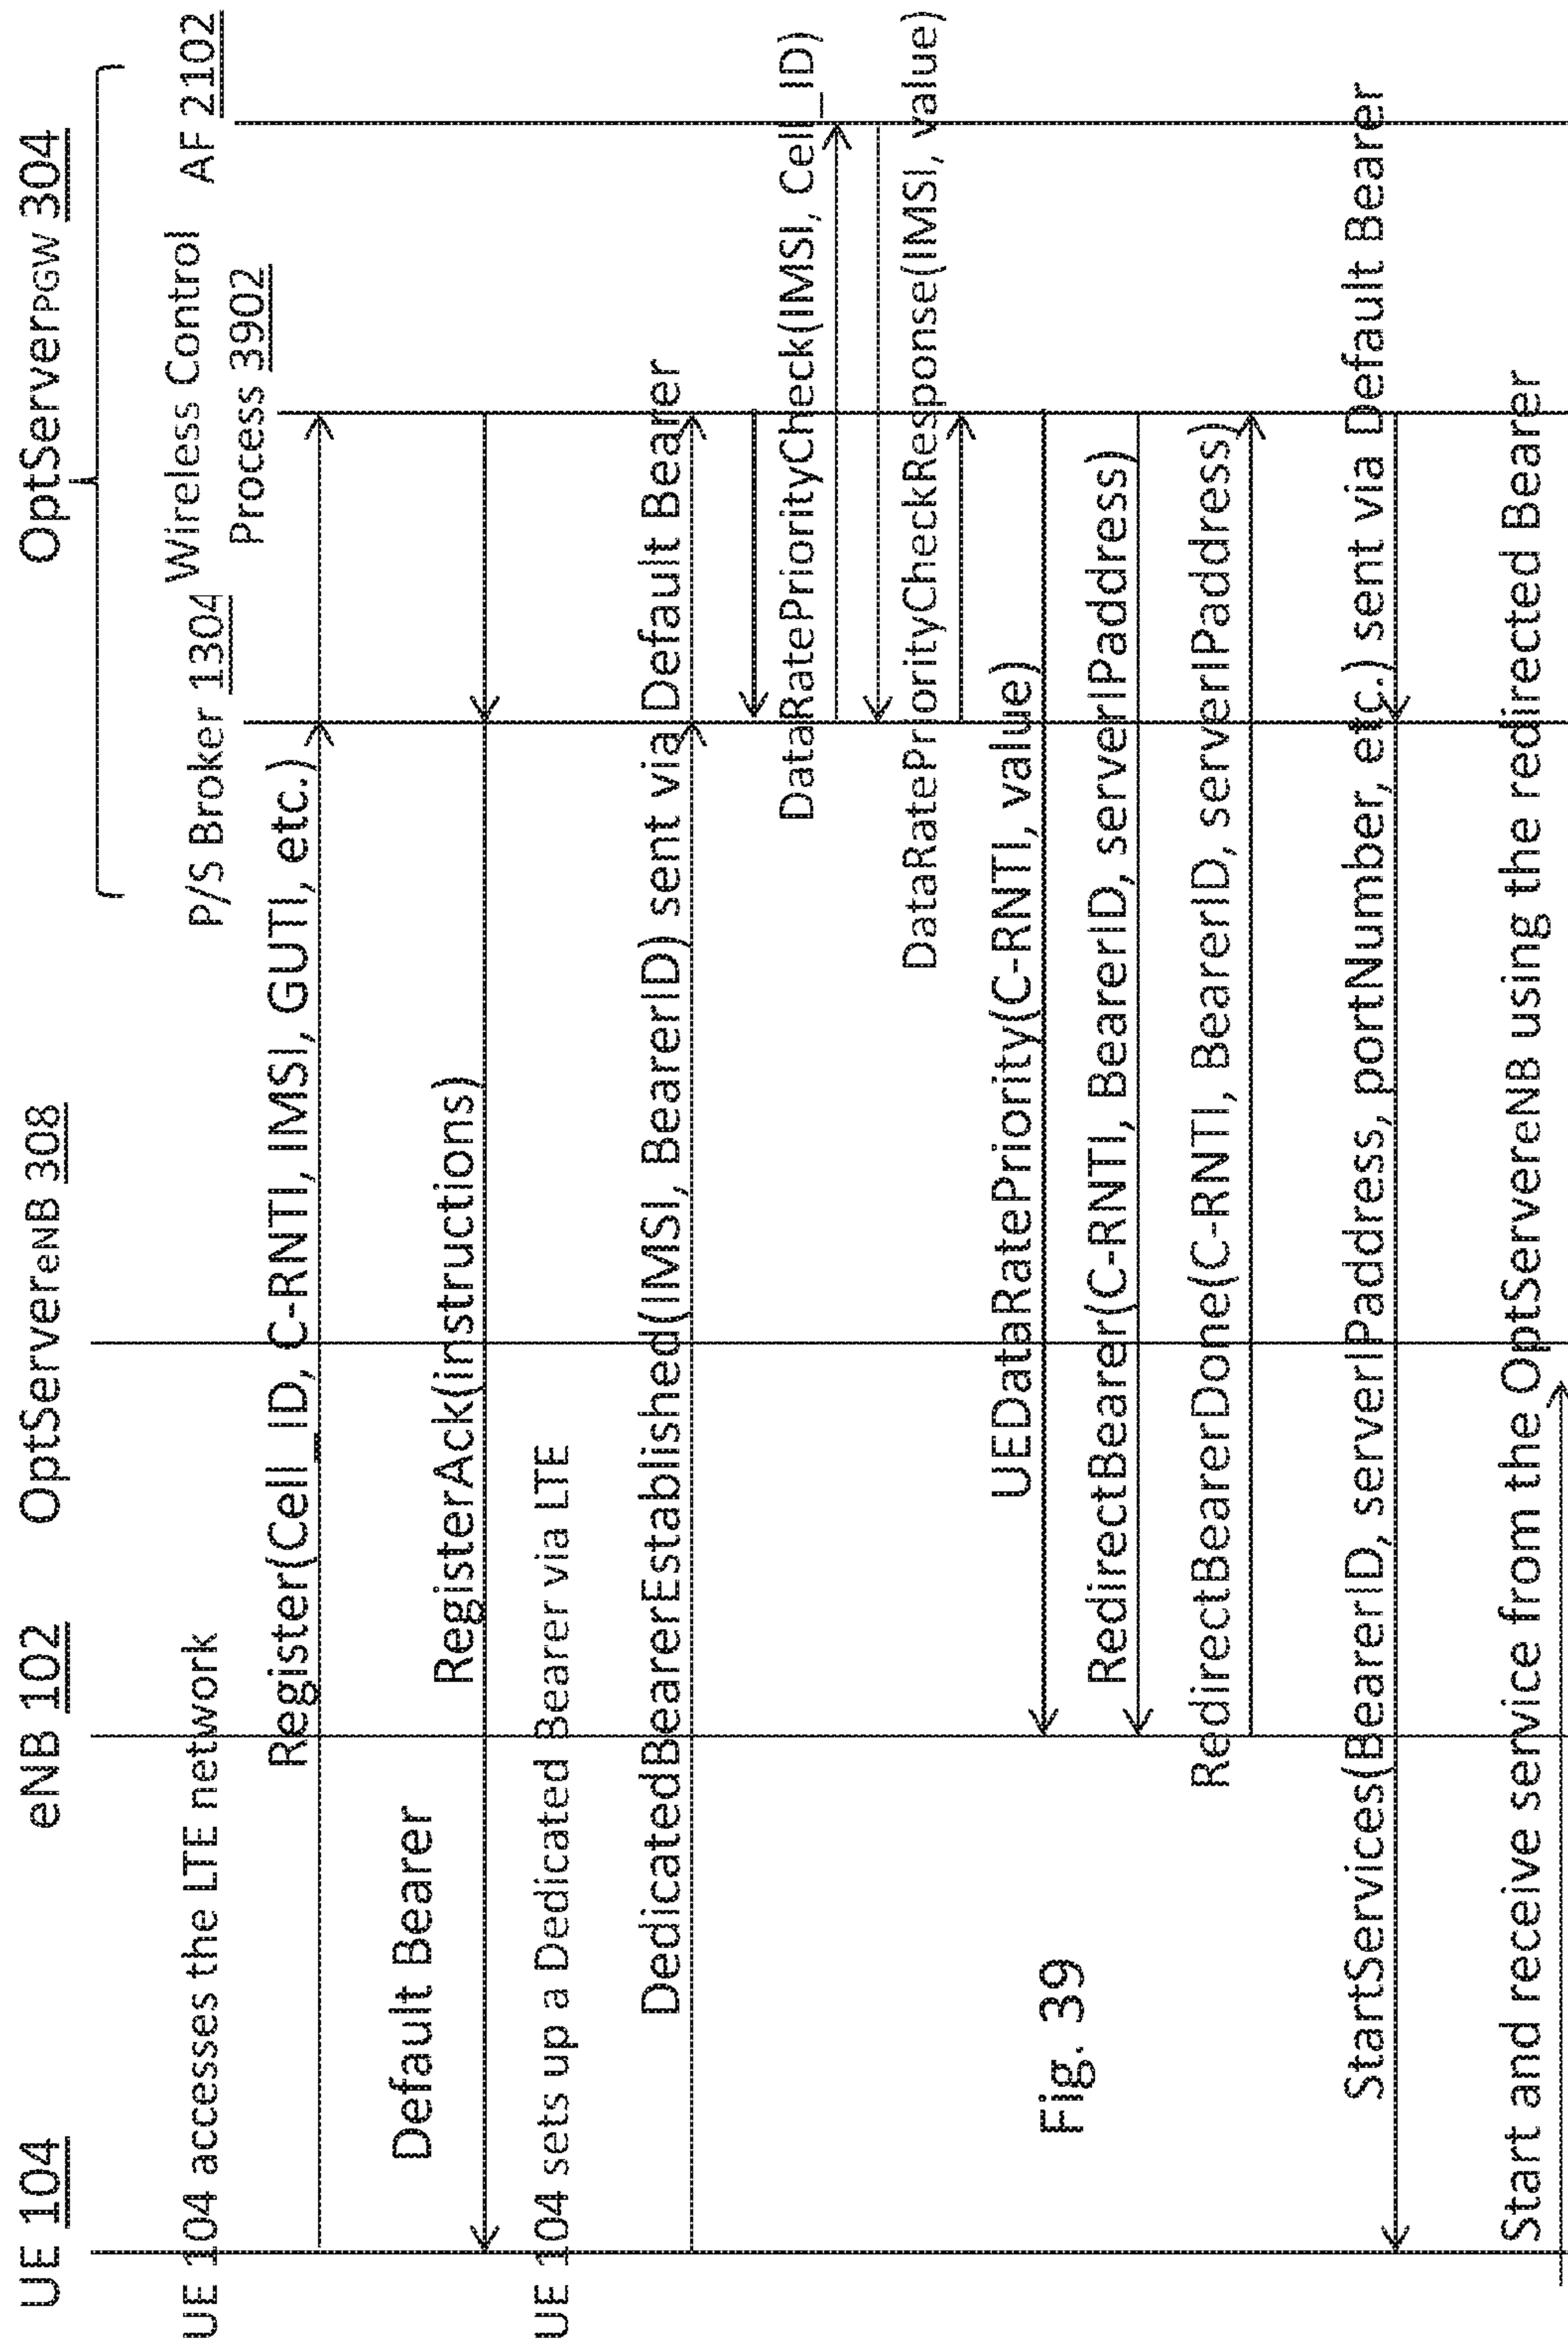 UE 104
eNB 102
OptServereNB 308
OptServerPGW 304
P/S Broker 1304
Wireless Control
Process 3902
AF 2102
UE 104 accesses the LTE network
Register(Cell_ID, C-RNTI, IMSI, GUTI, etc.)
Default Bearer
RegisterAck(instructions)
UE 104 sets up a Dedicated Bearer via LTE
DedicatedBearerEstablished(IMSI, BearerID) sent via Default Bearer
DataRatePriorityCheck(IMSI, Cell_ID)
DataRatePriorityCheckResponse(IMSI, value)
UEDataRatePriority(C-RNTI, value)
Fig. 39
RedirectBearer(C-RNTI, BearerID, serverIPaddress)
RedirectBearerDone(C-RNTI, BearerID, serverIPaddress)
StartServices(BearerID, serverIPaddress, portNumber, etc.) sent via Default Bearer
Start and receive service from the OptServereNB using the redirected Bearer